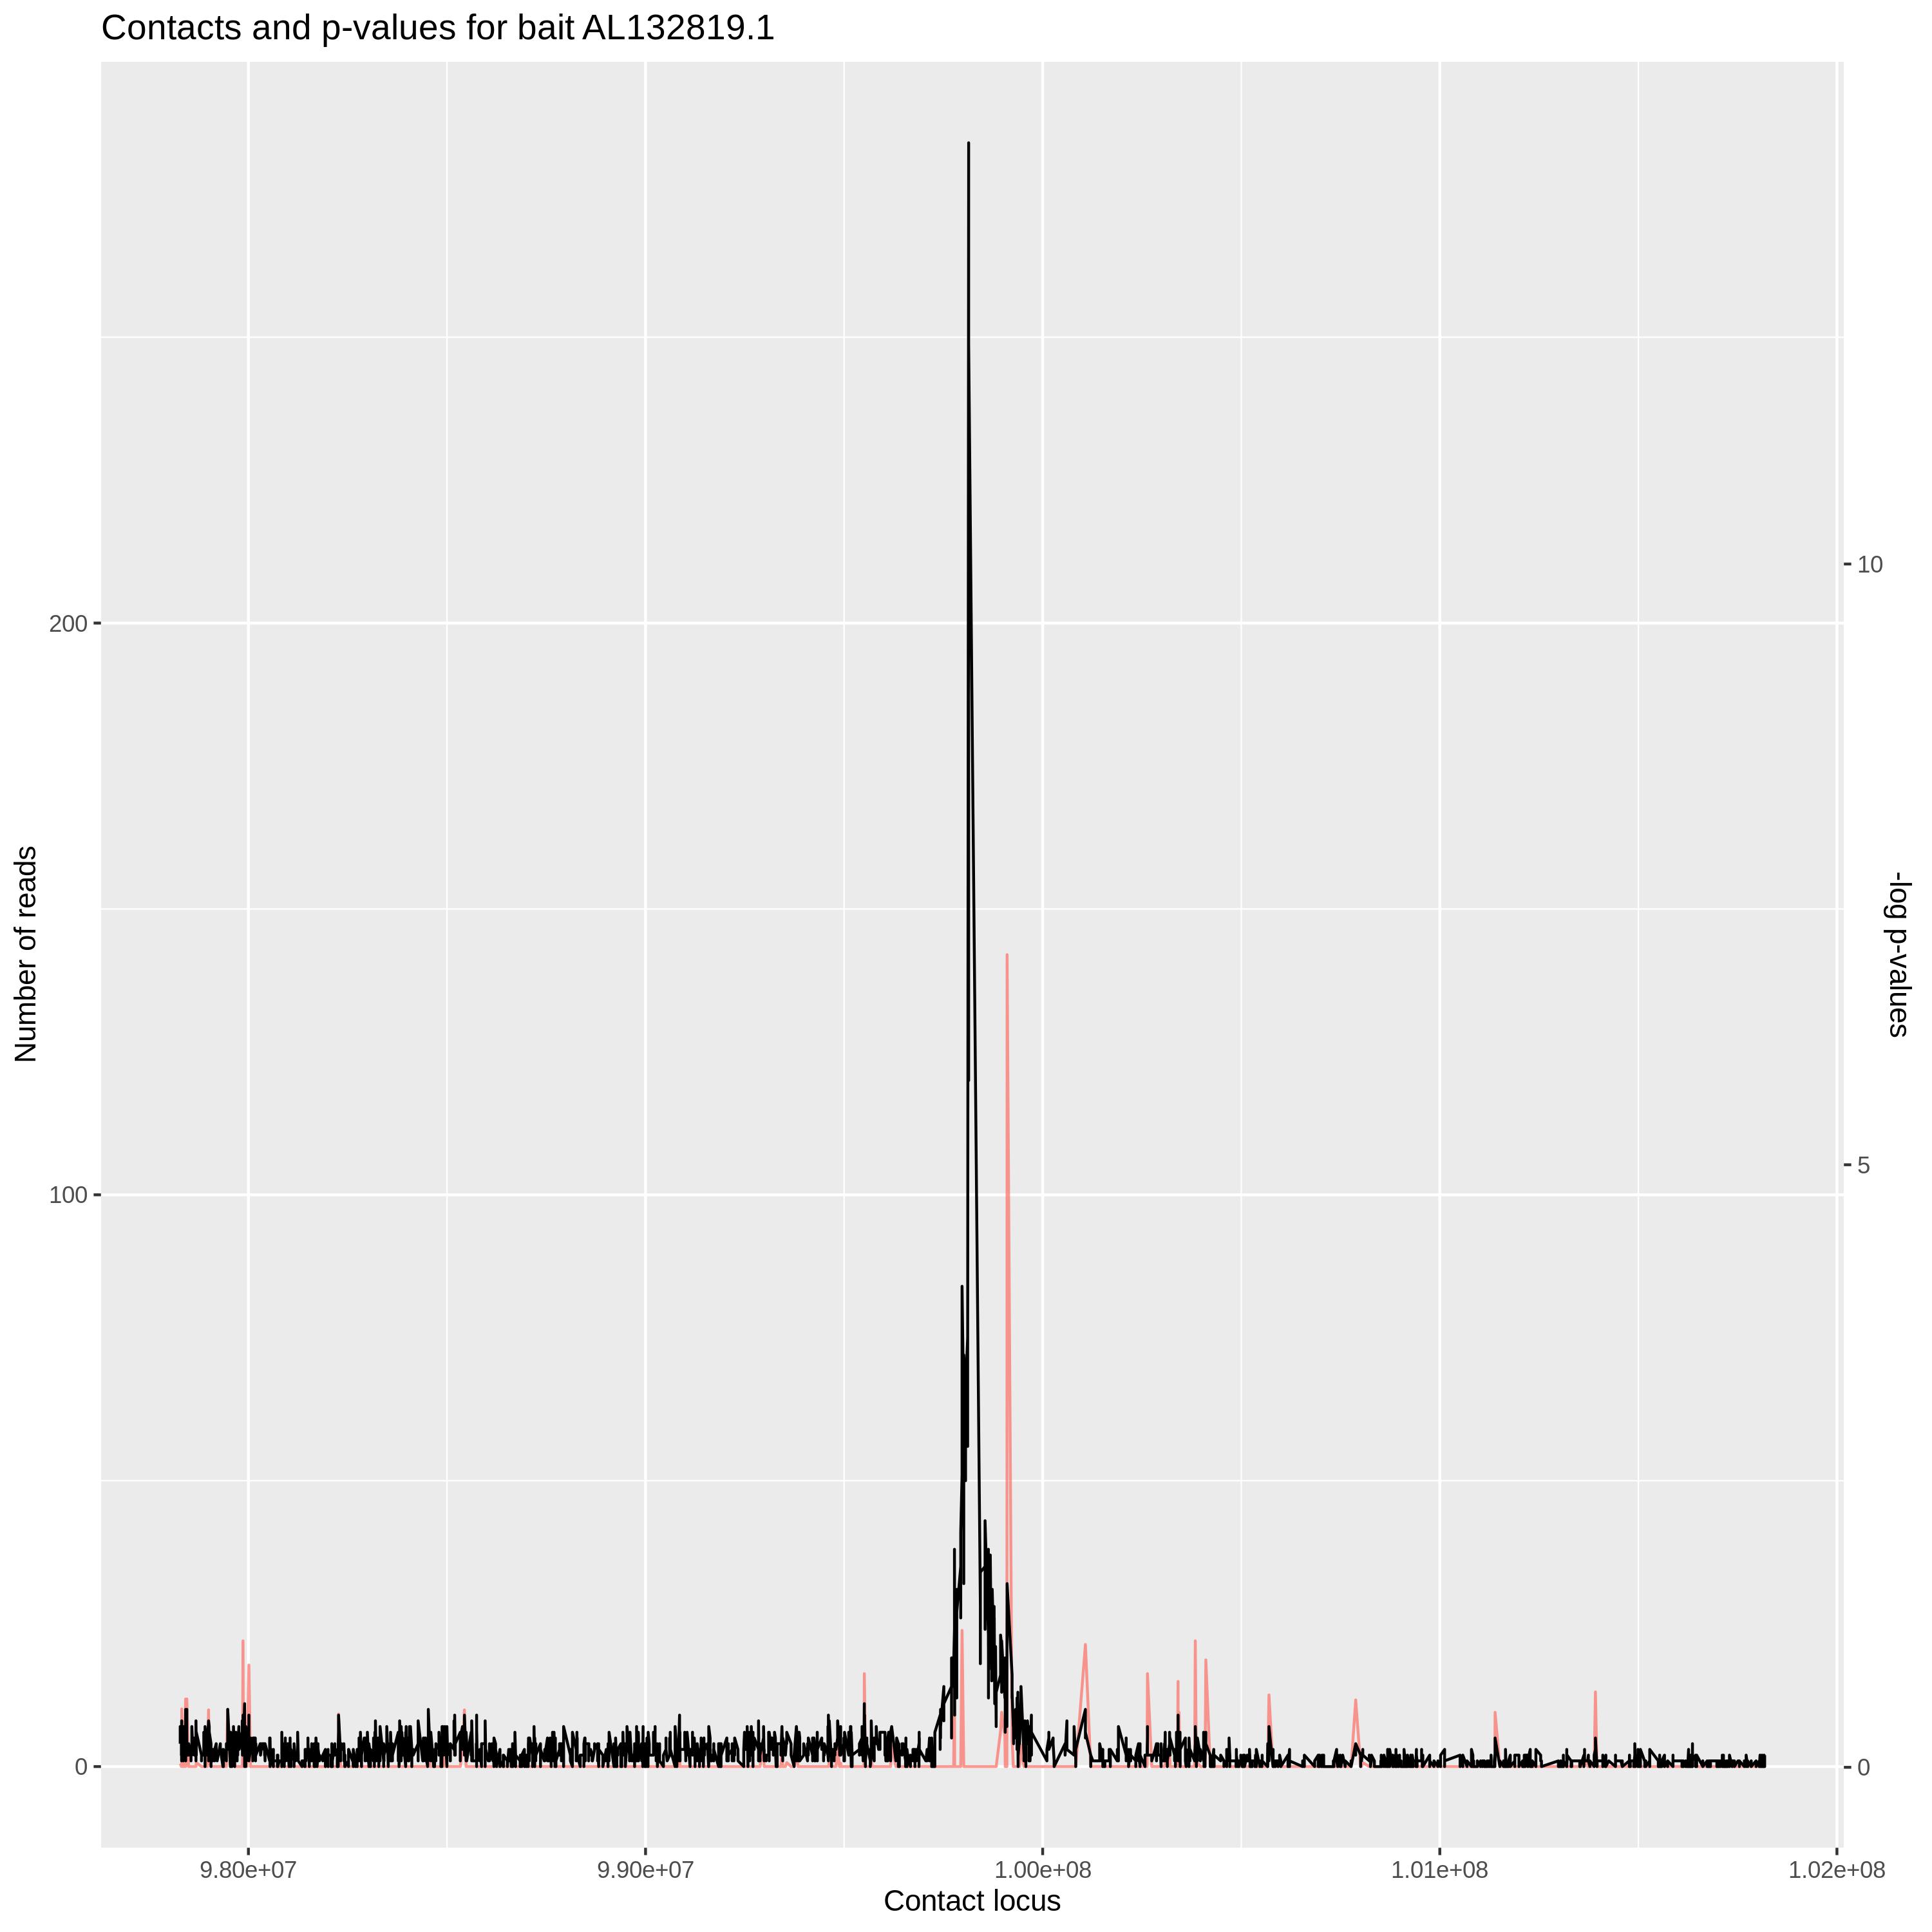 Contacts and p-values for bait AL132819.1
Number of reads
200
100
0
10
5
0
-log p-values
9.80e+07 9.90e+07 1.00e+08 1.01e+08 1.02e+08
Contact locus